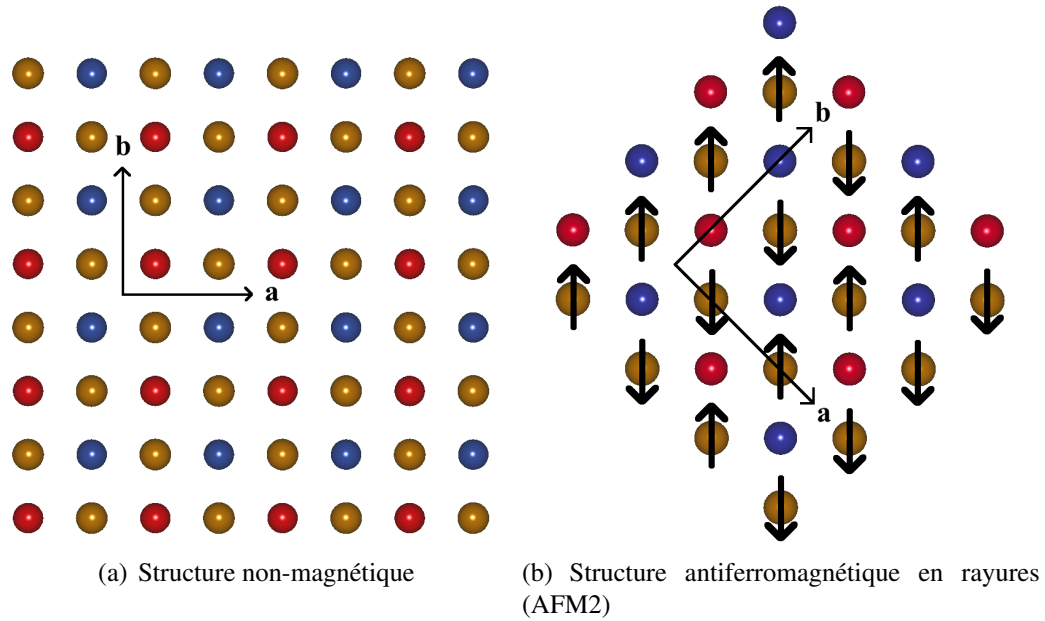 b
a
b
a
(a) Structure non-magnétique
(b) Structure antiferromagnétique en rayures
(AFM2)